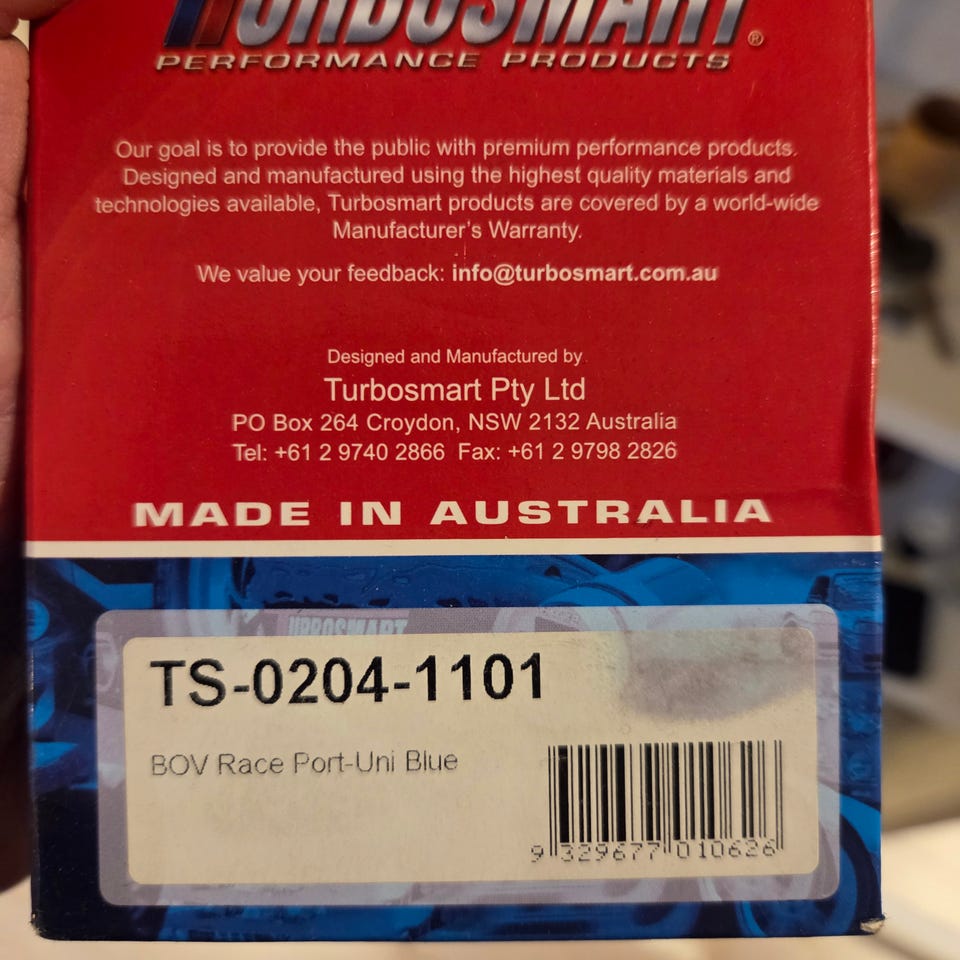 TURBOSMART®
PERFORMANCE PRODUCTS
Our goal is to provide the public with premium performance products.
Designed and manufactured using the highest quality materials and
technologies available, Turbosmart products are covered by a world-wide
Manufacturer's Warranty.
We value your feedback: info@turbosmart.com.au
Designed and Manufactured by
Turbosmart Pty Ltd
PO Box 264 Croydon, NSW 2132 Australia
Tel: +61 2 9740 2866 Fax: +61 2 9798 2826
MADE IN AUSTRALIA
TURBOSMART
TS-0204-1101
BOV Race Port-Uni Blue
9 329677 010626